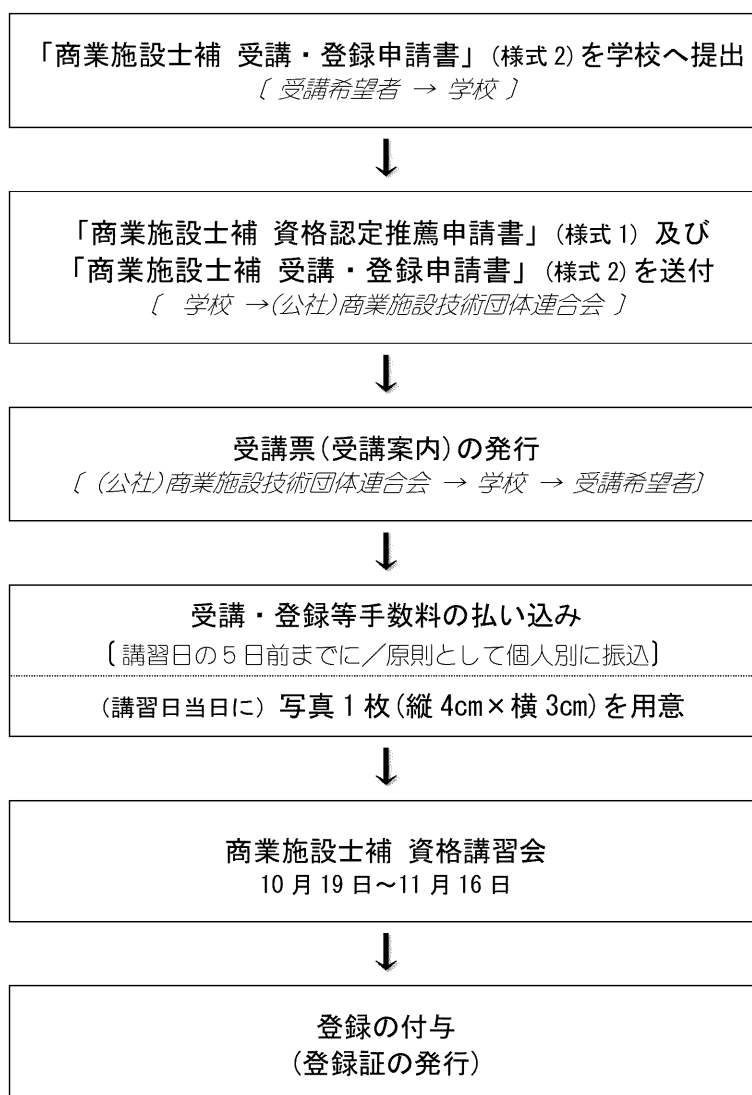 「商業施設士補 受講・登録申請書」(様式2)を学校へ提出
〔 受講希望者 → 学校 〕
↓
「商業施設士補 資格認定推薦申請書」(様式1) 及び
「商業施設士補 受講・登録申請書」(様式2)を送付
〔 学校 →(公社)商業施設技術団体連合会 〕
↓
受講票(受講案内)の発行
〔 (公社)商業施設技術団体連合会 → 学校 → 受講希望者〕
↓
受講・登録等手数料の払い込み
〔講習日の5日前までに/原則として個人別に振込〕
(講習日当日に) 写真1枚(縦4cm×横3cm)を用意
↓
商業施設士補 資格講習会
10月19日~11月16日
↓
登録の付与
(登録証の発行)